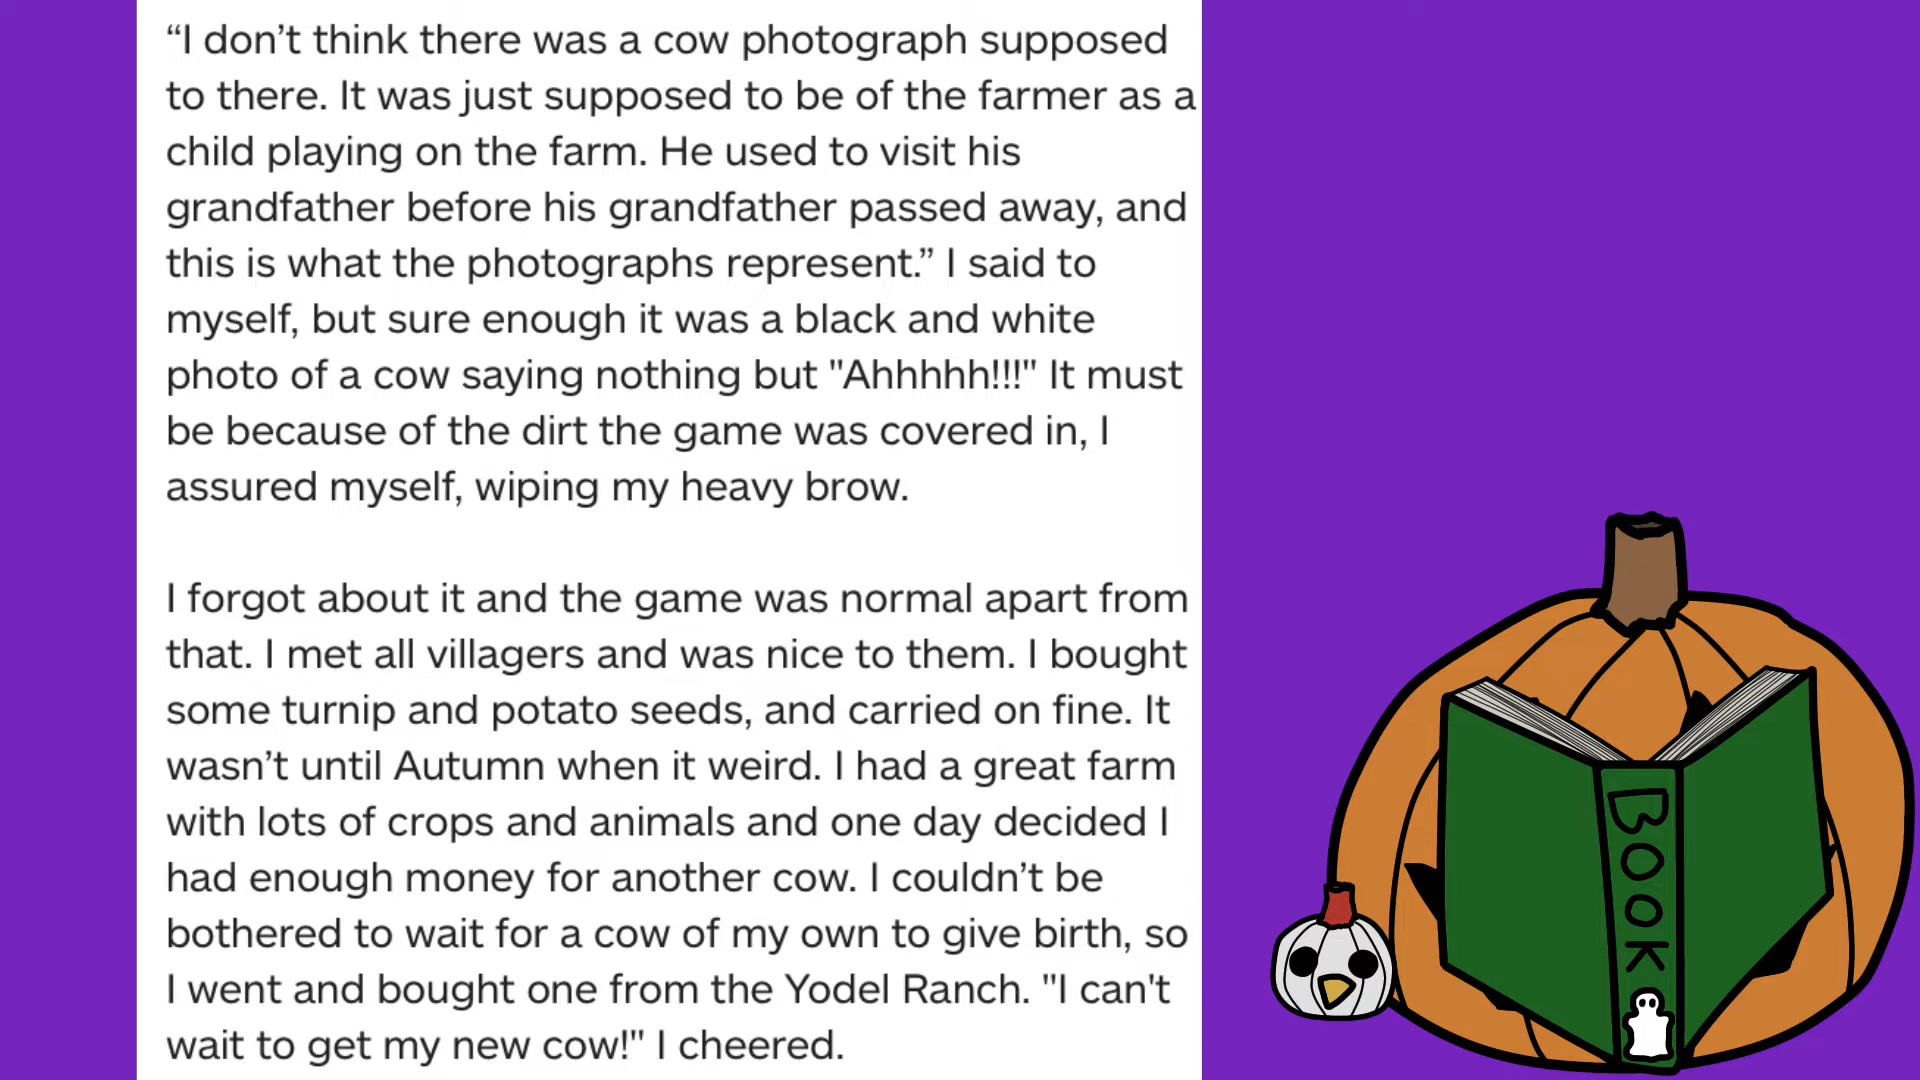 “I don’t think there was a cow photograph supposed
to there. It was just supposed to be of the farmer as a
child playing on the farm. He used to visit his
grandfather before his grandfather passed away, and
this is what the photographs represent.” I said to
myself, but sure enough it was a black and white
photo of a cow saying nothing but "Ahhhhh!!!" It must
be because of the dirt the game was covered in, I
assured myself, wiping my heavy brow.
I forgot about it and the game was normal apart from
that. I met all villagers and was nice to them. I bought
some turnip and potato seeds, and carried on fine. It
wasn’t until Autumn when it weird. I had a great farm
with lots of crops and animals and one day decided I
had enough money for another cow. I couldn’t be
bothered to wait for a cow of my own to give birth, so
I went and bought one from the Yodel Ranch. "I can't
wait to get my new cow!" I cheered.
BOOK